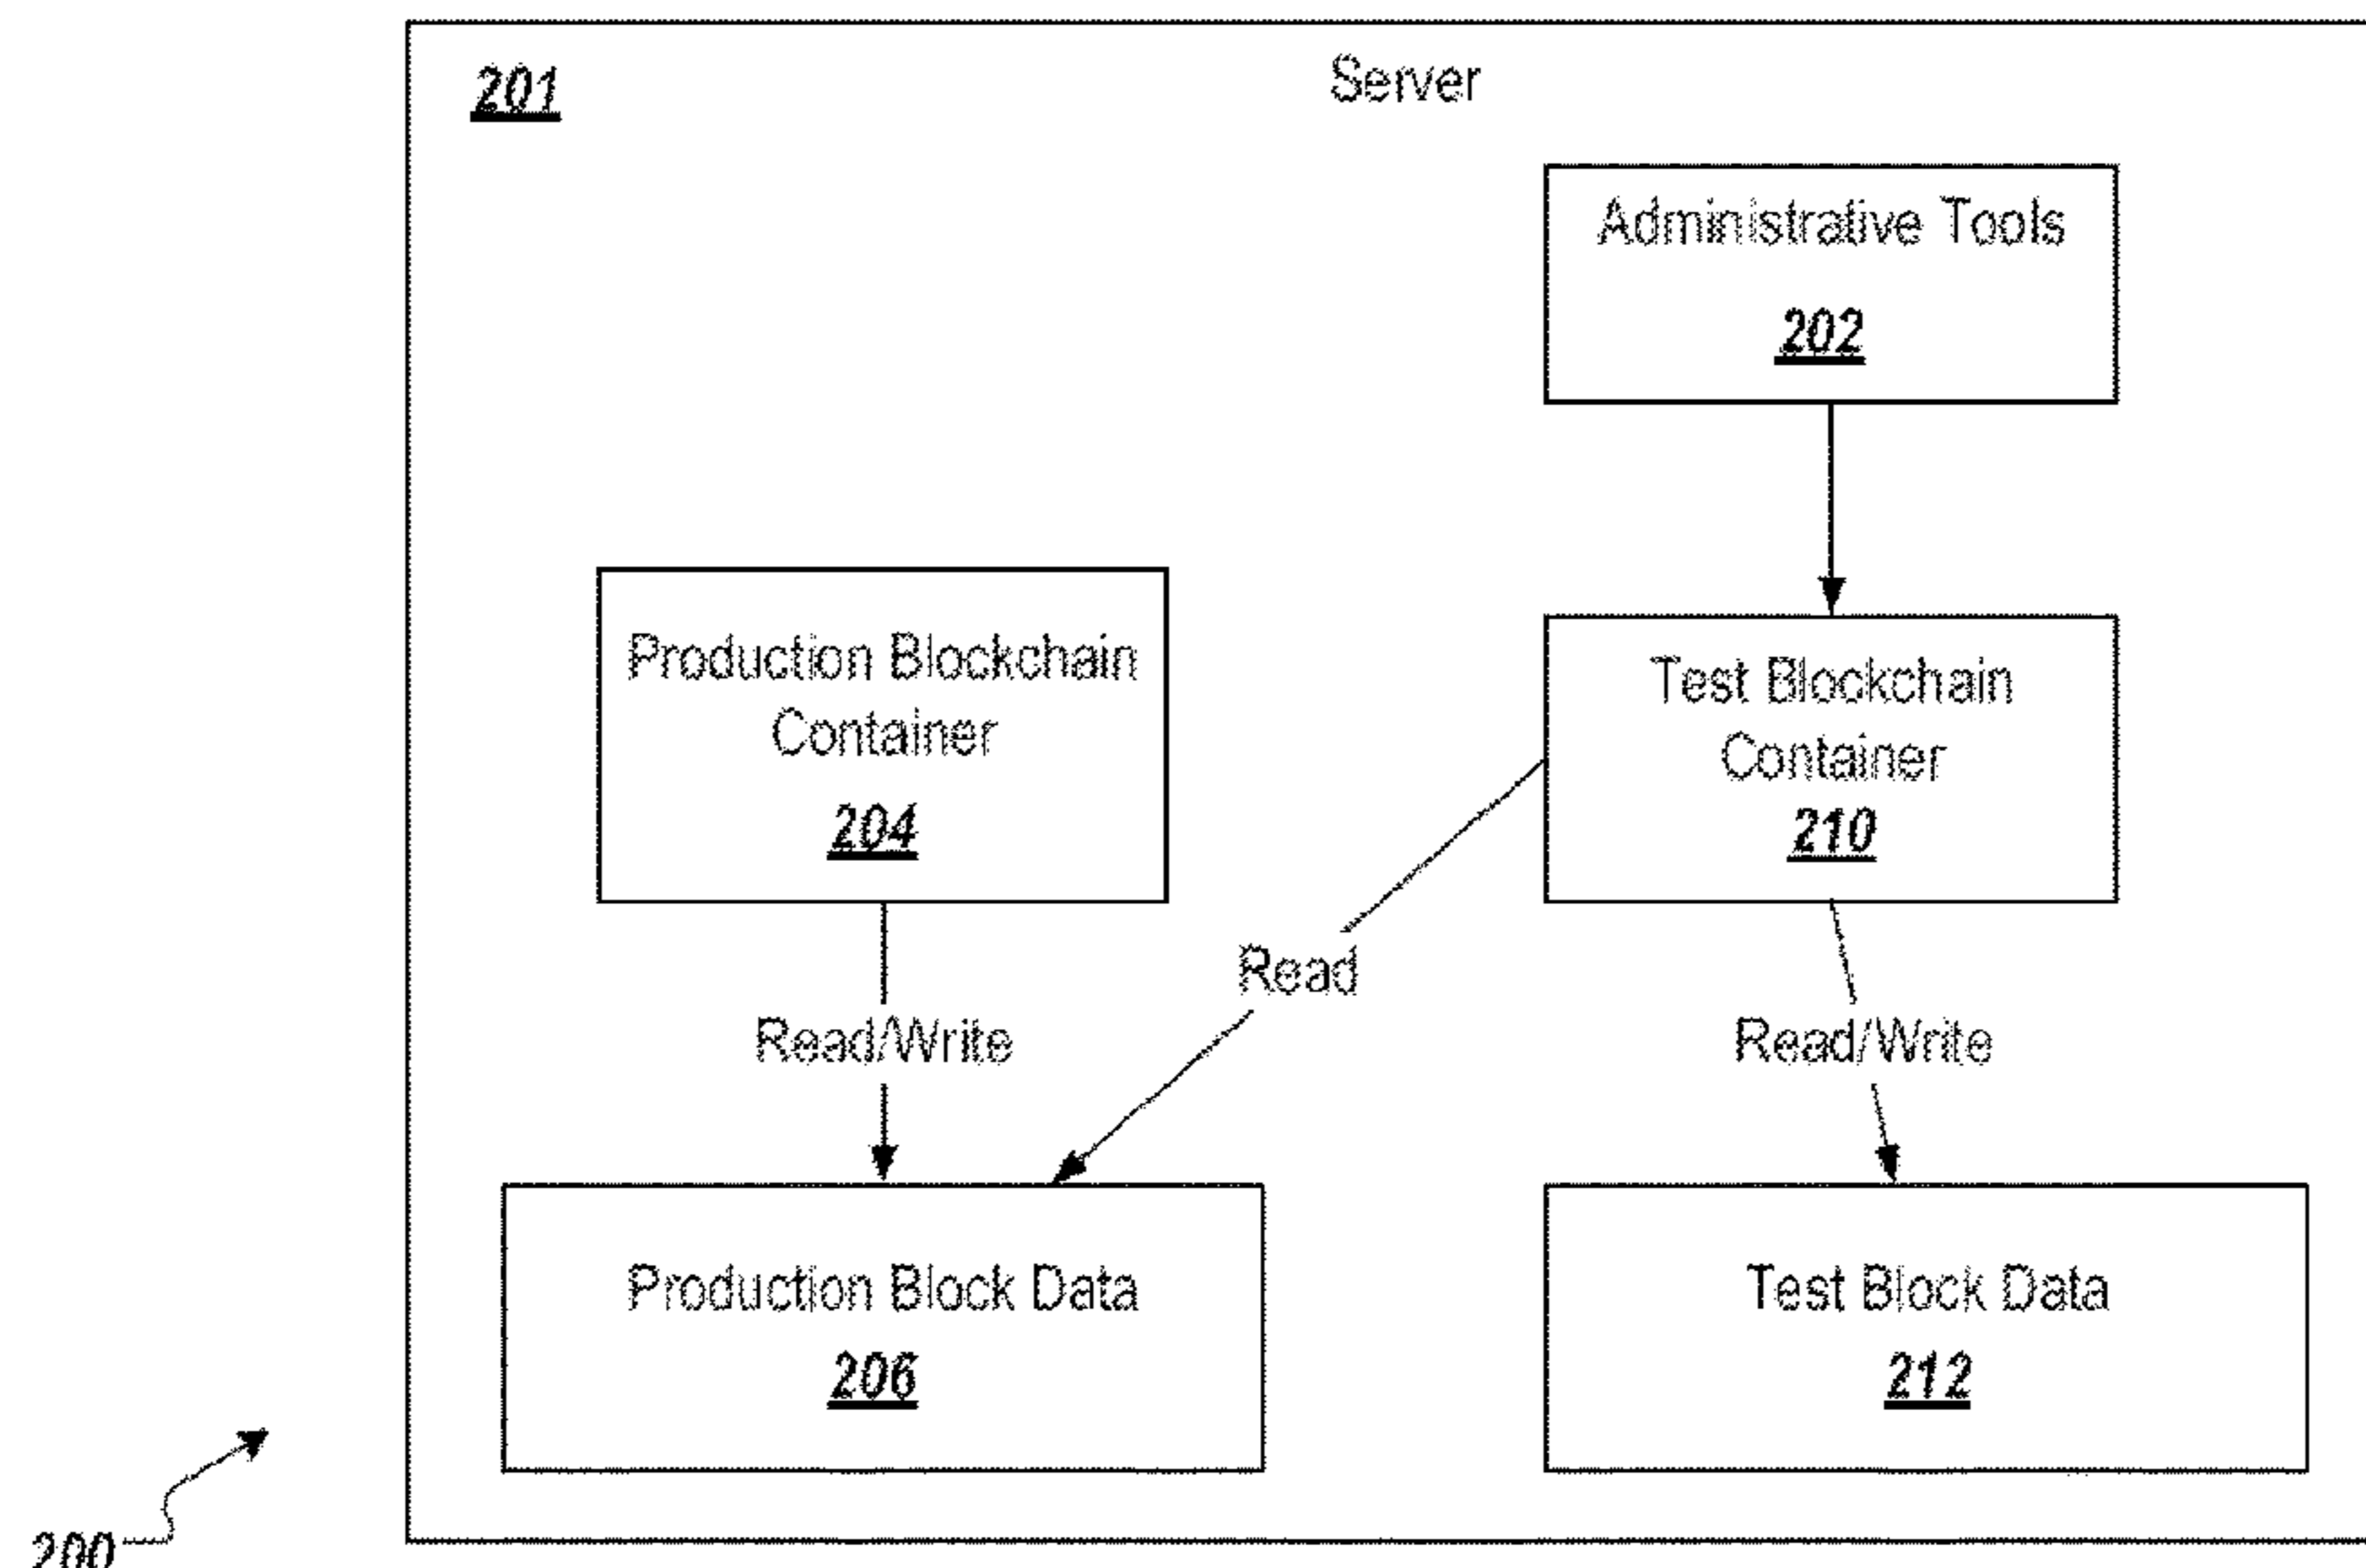 201
Server
Administrative Tools
202
Production Blockchain
Container
204
Test Blockchain
Container
210
Read
Read/Write
Read/Write
Production Block Data
206
Test Block Data
212
200